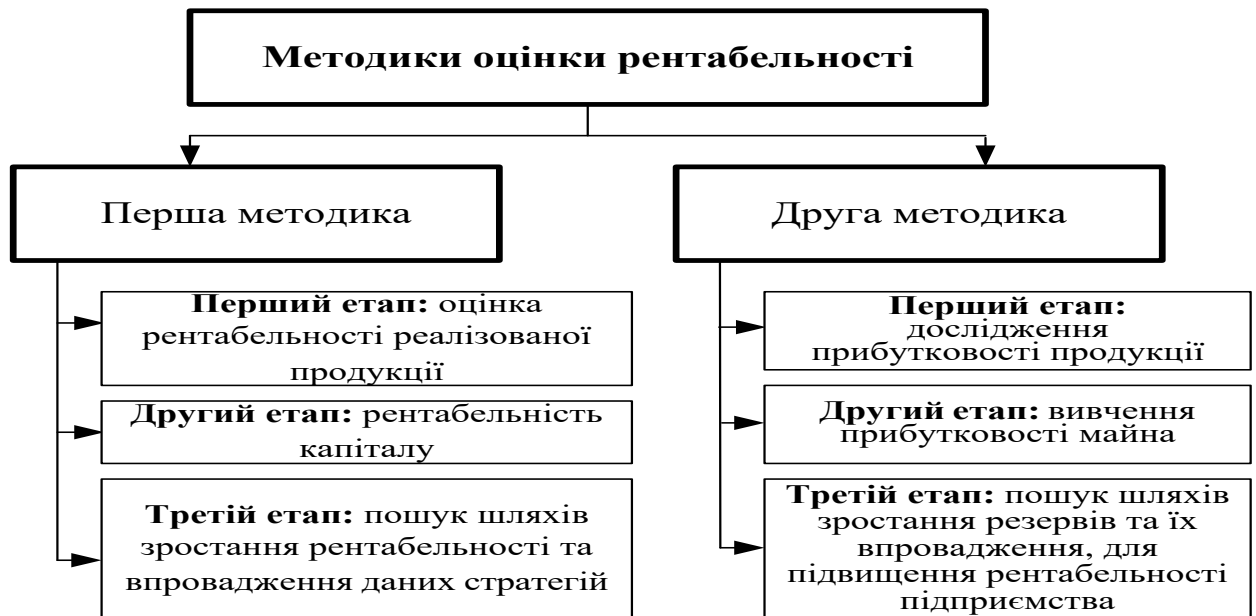 Методики оцінки рентабельності
Перша методика
Перший етап: оцінка
рентабельності реалізованої
продукції
Другий етап: рентабельність
капіталу
Третій етап: пошук шляхів
зростання рентабельності та
впровадження даних стратегій
Друга методика
Перший етап:
дослідження
прибутковості продукції
Другий етап: вивчення
прибутковості майна
Третій етап: пошук шляхів
зростання резервів та їх
впровадження, для
підвищення рентабельності
підприємства